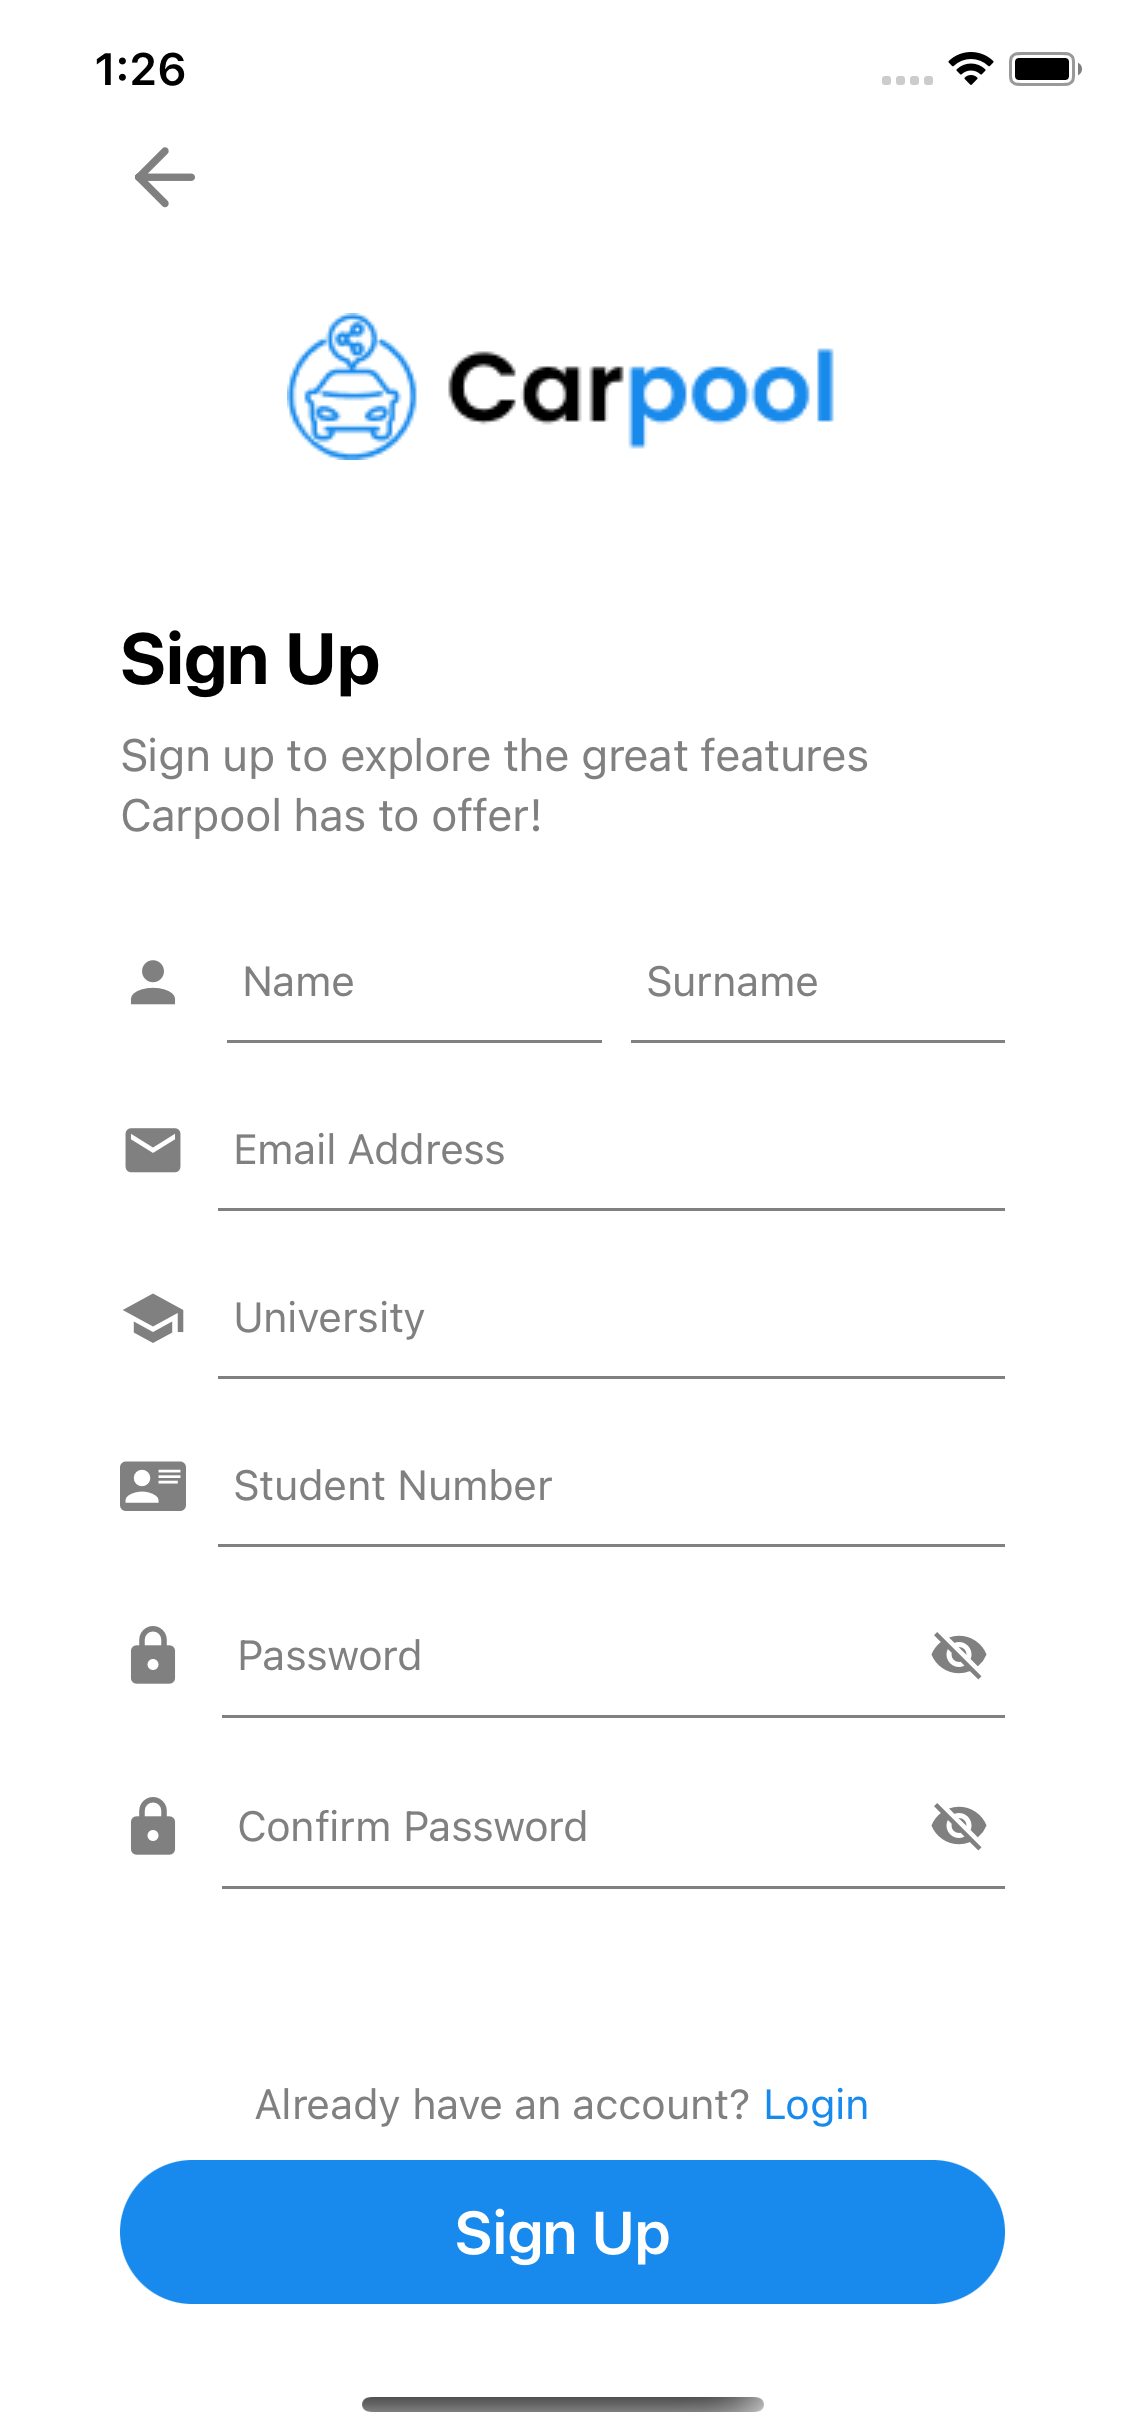 1:26
Carpool
Sign Up
Sign up to explore the great features
Carpool has to offer!
Name Surname
Email Address
University
Student Number
Password
Confirm Password
Already have an account? Login
Sign Up